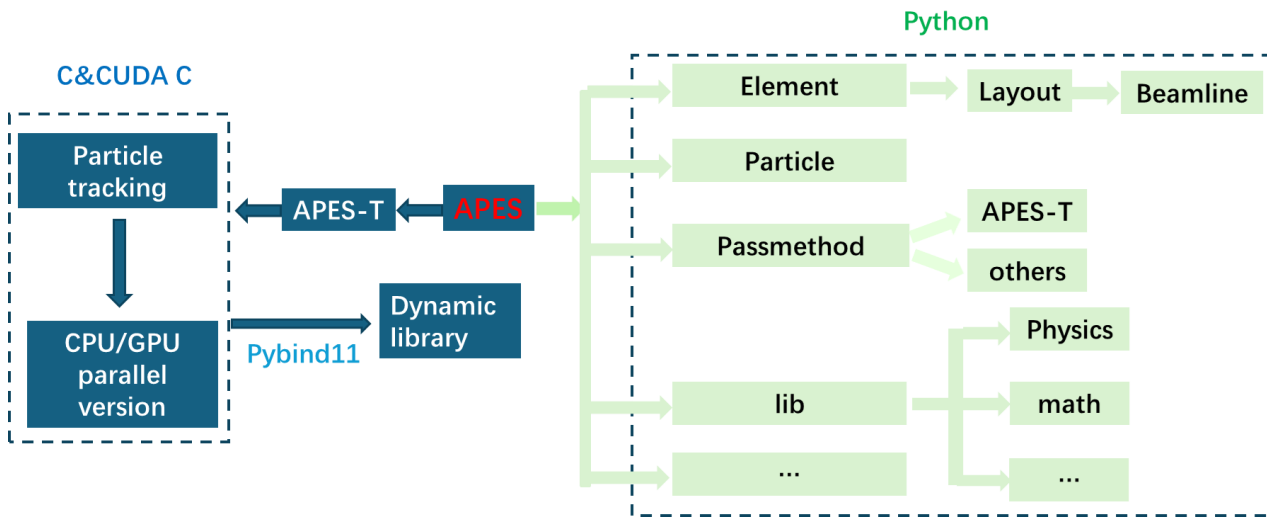 Python
C&CUDA C
Element
Layout
Beamline
Particle
tracking
Particle
APES-T
APES
APES-T
Passmethod
others
Dynamic
library
CPU/GPU
parallel
version
Pybind11
Physics
lib
math
...
...